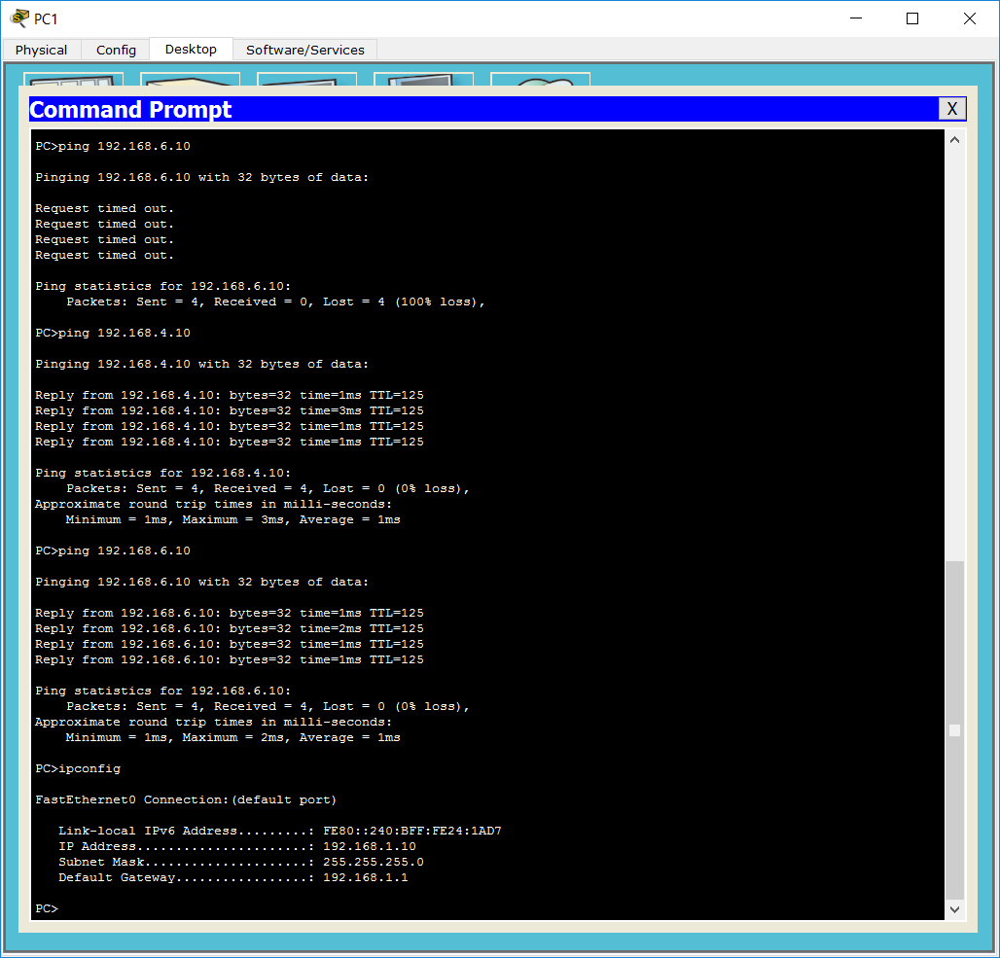 PC1
Physical Config Desktop Software/Services
Command Prompt X
PC>ping 192.168.6.10
Pinging 192.168.6.10 with 32 bytes of data:
Request timed out.
Request timed out.
Request timed out.
Request timed out.
Ping statistics for 192.168.6.10:
Packets: Sent = 4, Received = 0, Lost = 4 (100% loss),
PC>ping 192.168.4.10
Pinging 192.168.4.10 with 32 bytes of data:
Reply from 192.168.4.10: bytes=32 time=1ms TTL=125
Reply from 192.168.4.10: bytes=32 time=3ms TTL=125
Reply from 192.168.4.10: bytes=32 time=1ms TTL=125
Reply from 192.168.4.10: bytes=32 time=1ms TTL=125
Ping statistics for 192.168.4.10:
Packets: Sent = 4, Received = 4, Lost = 0 (0% loss),
Approximate round trip times in milli-seconds:
Minimum = 1ms, Maximum = 3ms, Average = 1ms
PC>ping 192.168.6.10
Pinging 192.168.6.10 with 32 bytes of data:
Reply from 192.168.6.10: bytes=32 time=1ms TTL=125
Reply from 192.168.6.10: bytes=32 time=2ms TTL=125
Reply from 192.168.6.10: bytes=32 time=1ms TTL=125
Reply from 192.168.6.10: bytes=32 time=1ms TTL=125
Ping statistics for 192.168.6.10:
Packets: Sent = 4, Received = 4, Lost = 0 (0% loss),
Approximate round trip times in milli-seconds:
Minimum = 1ms, Maximum = 2ms, Average = 1ms
PC>ipconfig
FastEthernet0 Connection:(default port)
Link-local IPv6 Address.........: FE80::240:BFF:FE24:1AD7
IP Address......................: 192.168.1.10
Subnet Mask.....................: 255.255.255.0
Default Gateway.................: 192.168.1.1
PC>